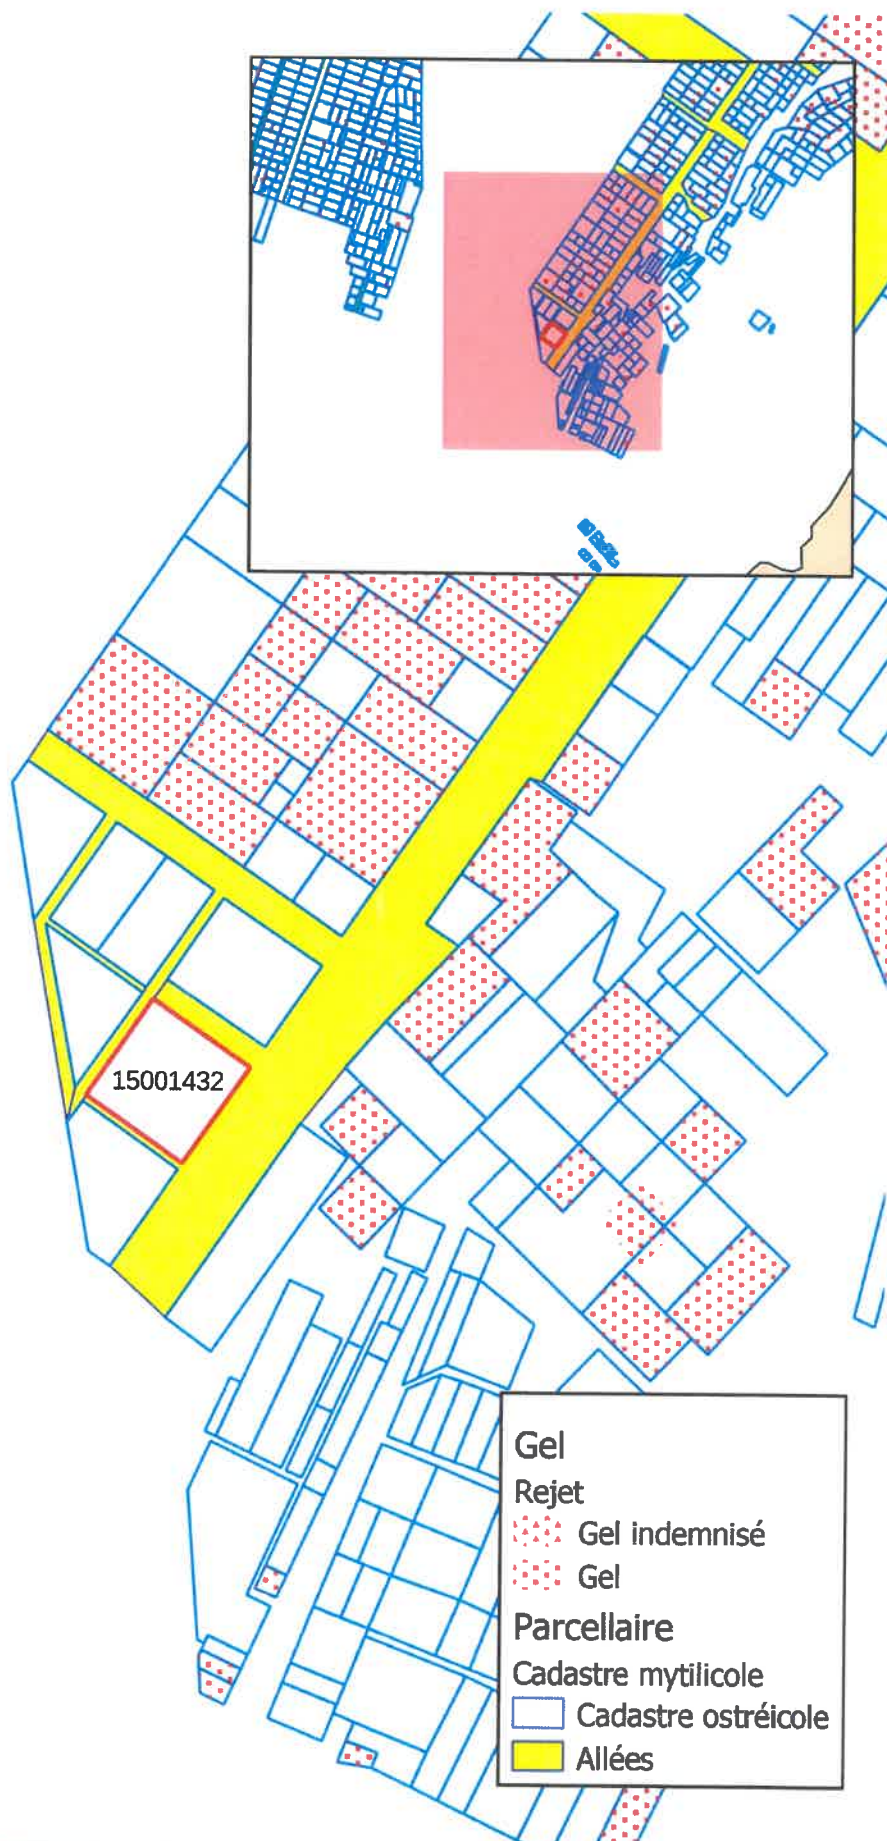 15001432
Gel
Rejet
Gel indemnisé
Gel
Parcellaire
Cadastre mytilicole
Cadastre ostréicole
Allées